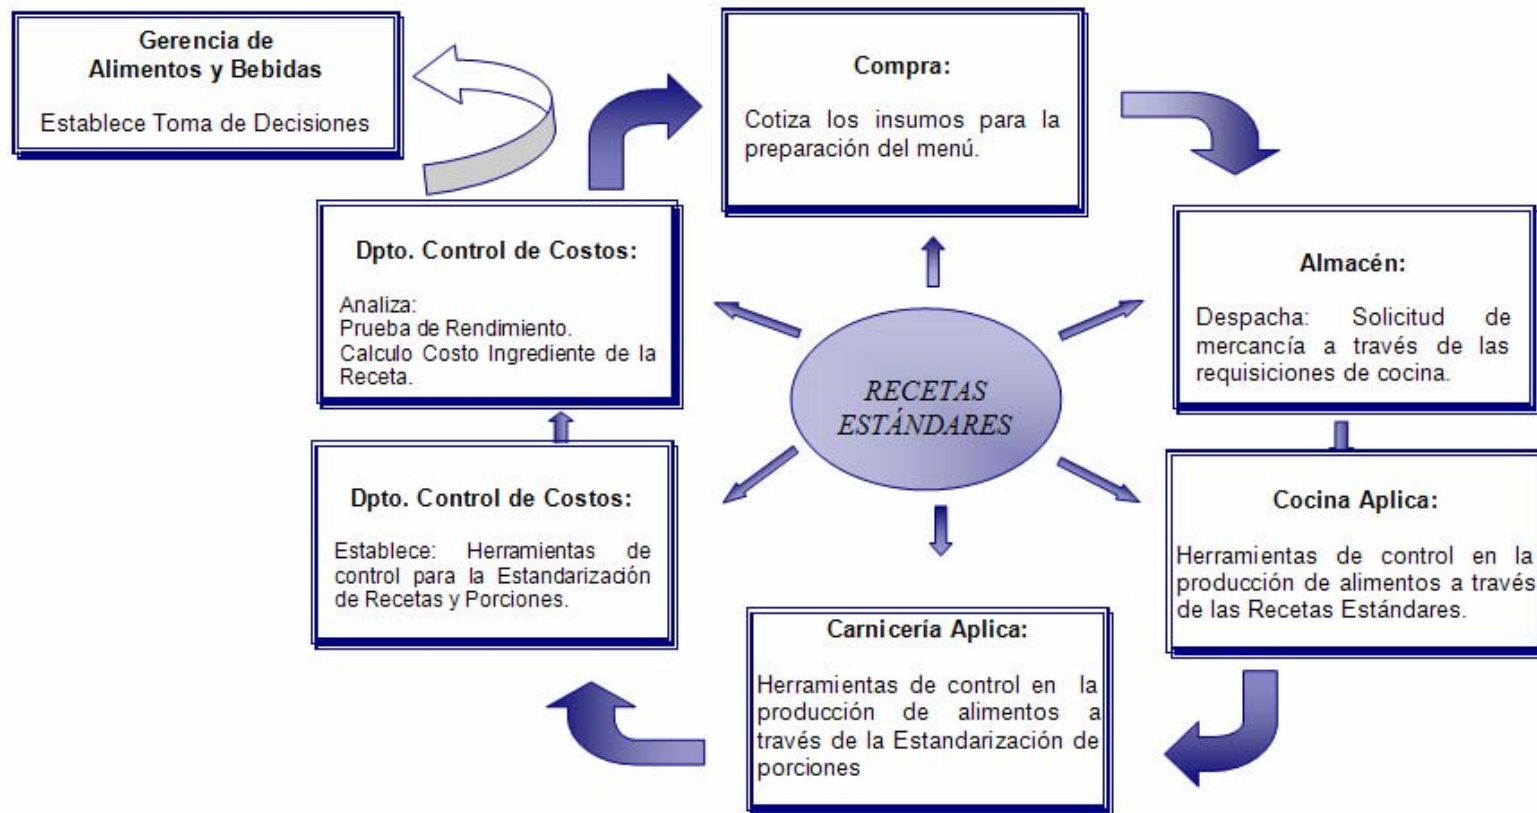 Gerencia de
Alimentos y Bebidas
Establece Toma de Decisiones
Compra:
Cotiza los insumos para la
preparación del menú.
Dpto. Control de Costos:
Analiza:
Prueba de Rendimiento.
Calculo Costo Ingrediente de la
Receta.
Almacén:
Despacha: Solicitud de
mercancía a través de las
requisiciones de cocina.
RECETAS
ESTÁNDARES
Dpto. Control de Costos:
Establece: Herramientas de
control para la Estandarización
de Recetas y Porciones.
Cocina Aplica:
Herramientas de control en la
producción de alimentos a través
de las Recetas Estándares.
Carnicería Aplica:
Herramientas de control en la
producción de alimentos a
través de la Estandarización de
porciones